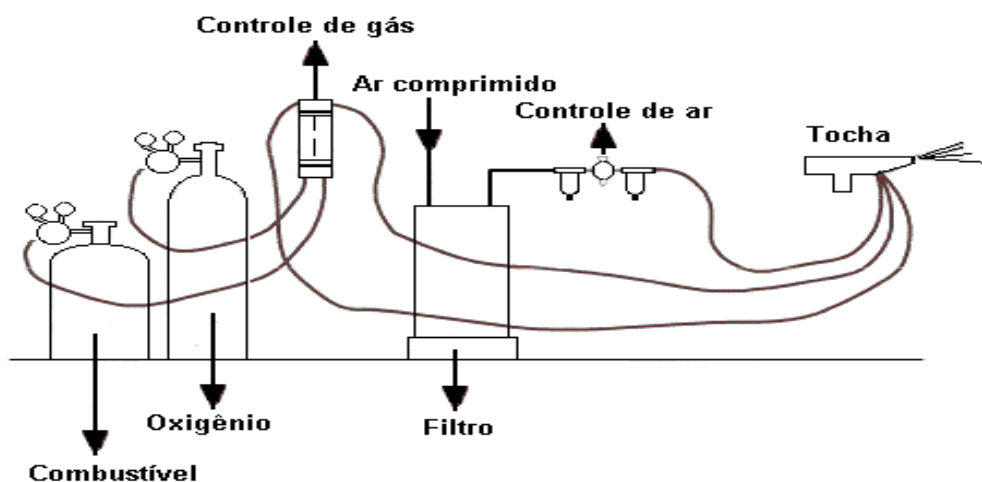 Controle de gás
Ar comprimido
Controle de ar
Tocha
Oxigênio
Filtro
Combustível